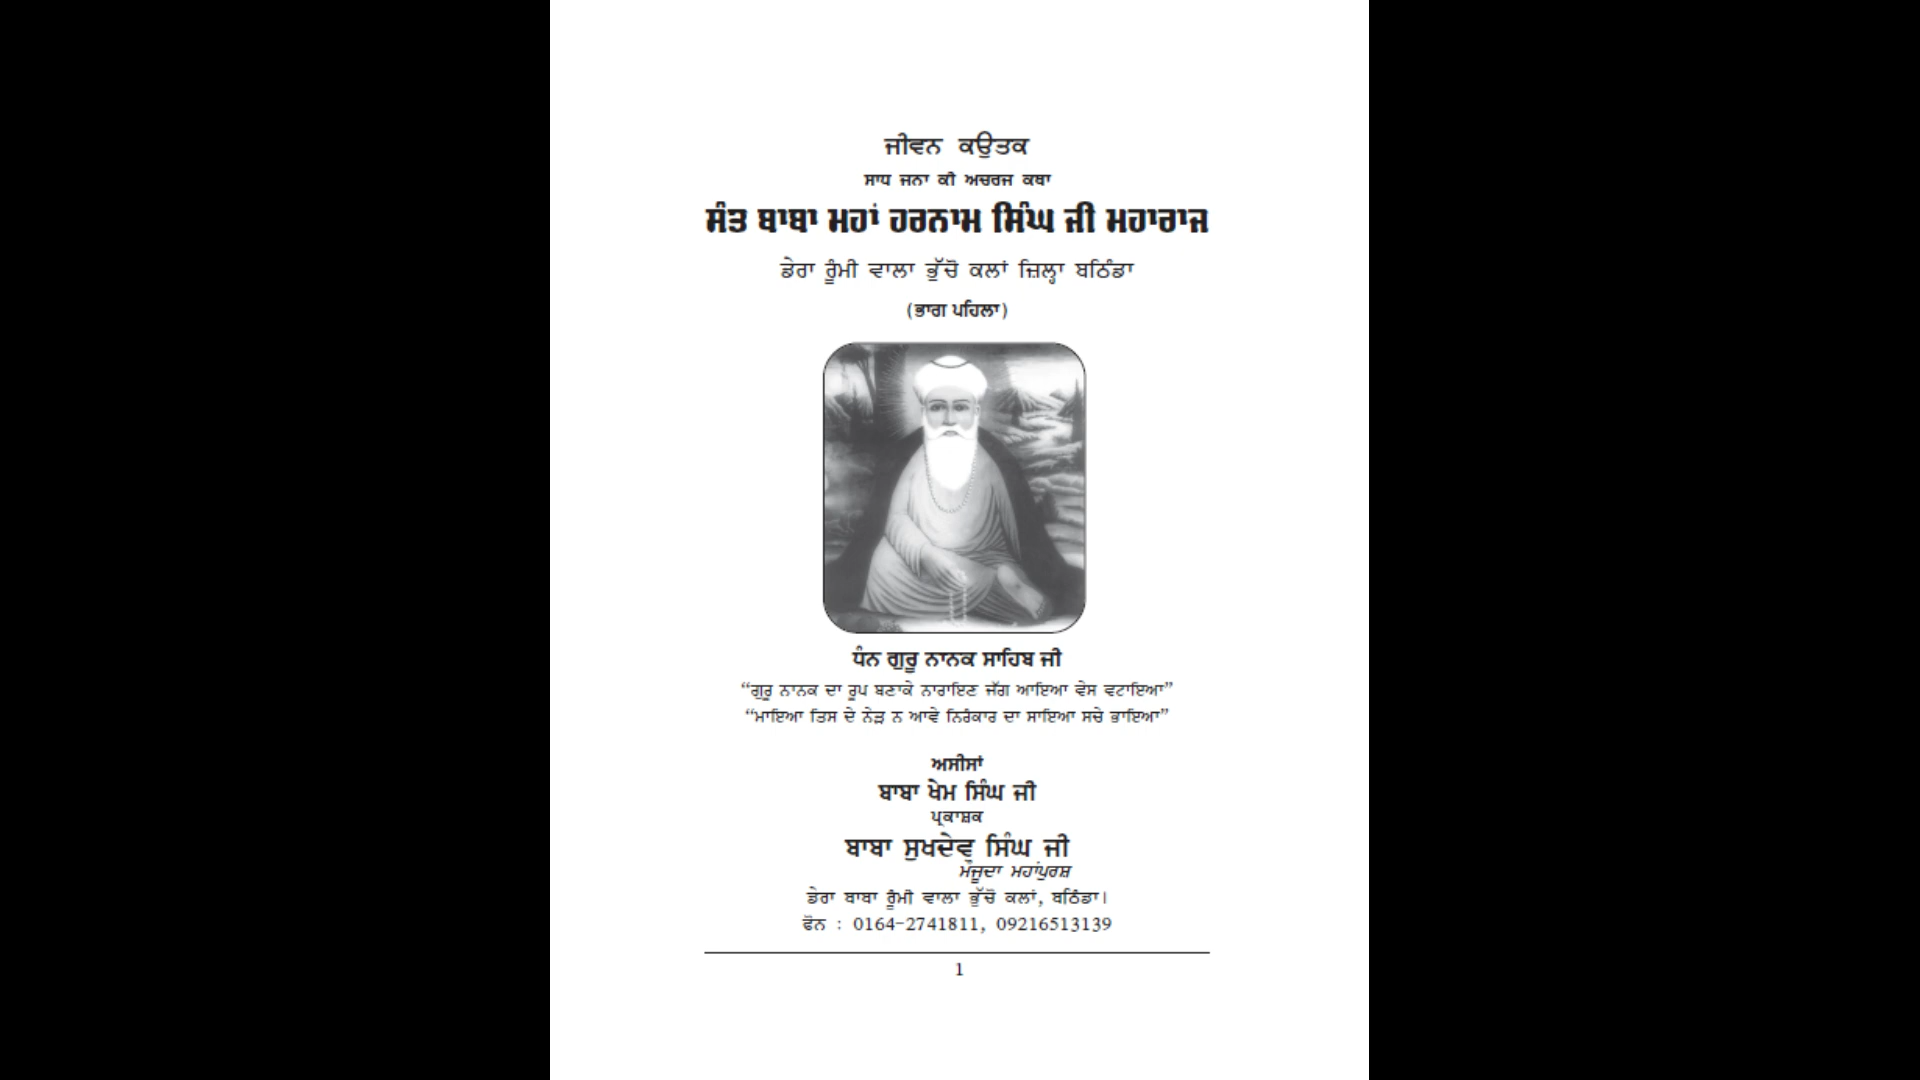 ਜੀਵਨ ਕਉਤਕ
ਸਾਧ ਜਨਾ ਕੀ ਅਚਰਜ ਕਥਾ
ਸੰਤ ਬਾਬਾ ਮਹਾਂ ਹਰਨਾਮ ਸਿੰਘ ਜੀ ਮਹਾਰਾਜ
ਡੇਰਾ ਰੂੰਮੀ ਵਾਲਾ ਭੁੱਚੋ ਕਲਾਂ ਜ਼ਿਲ੍ਹਾ ਬਠਿੰਡਾ
(ਭਾਗ ਪਹਿਲਾ)
ਧੰਨ ਗੁਰੂ ਨਾਨਕ ਸਾਹਿਬ ਜੀ
“ਗੁਰੂ ਨਾਨਕ ਦਾ ਰੂਪ ਬਣਾਕੇ ਨਾਰਾਇਣ ਜੱਗ ਆਇਆ ਵੇਸ ਵਟਾਇਆ”
“ਮਾਇਆ ਤਿਸ ਦੇ ਨੇੜ ਨ ਆਵੇ ਨਿਰੰਕਾਰ ਦਾ ਸਾਇਆ ਸਚੇ ਭਾਇਆ”
ਅਸੀਸਾਂ
ਬਾਬਾ ਖੇਮ ਸਿੰਘ ਜੀ
ਪ੍ਰਕਾਸ਼ਕ
ਬਾਬਾ ਸੁਖਦੇਵ ਸਿੰਘ ਜੀ
ਮੌਜੂਦਾ ਮਹਾਂਪੁਰਸ਼
ਡੇਰਾ ਬਾਬਾ ਰੂੰਮੀ ਵਾਲਾ ਭੁੱਚੋ ਕਲਾਂ, ਬਠਿੰਡਾ।
ਫੋਨ : 0164-2741811, 09216513139
1